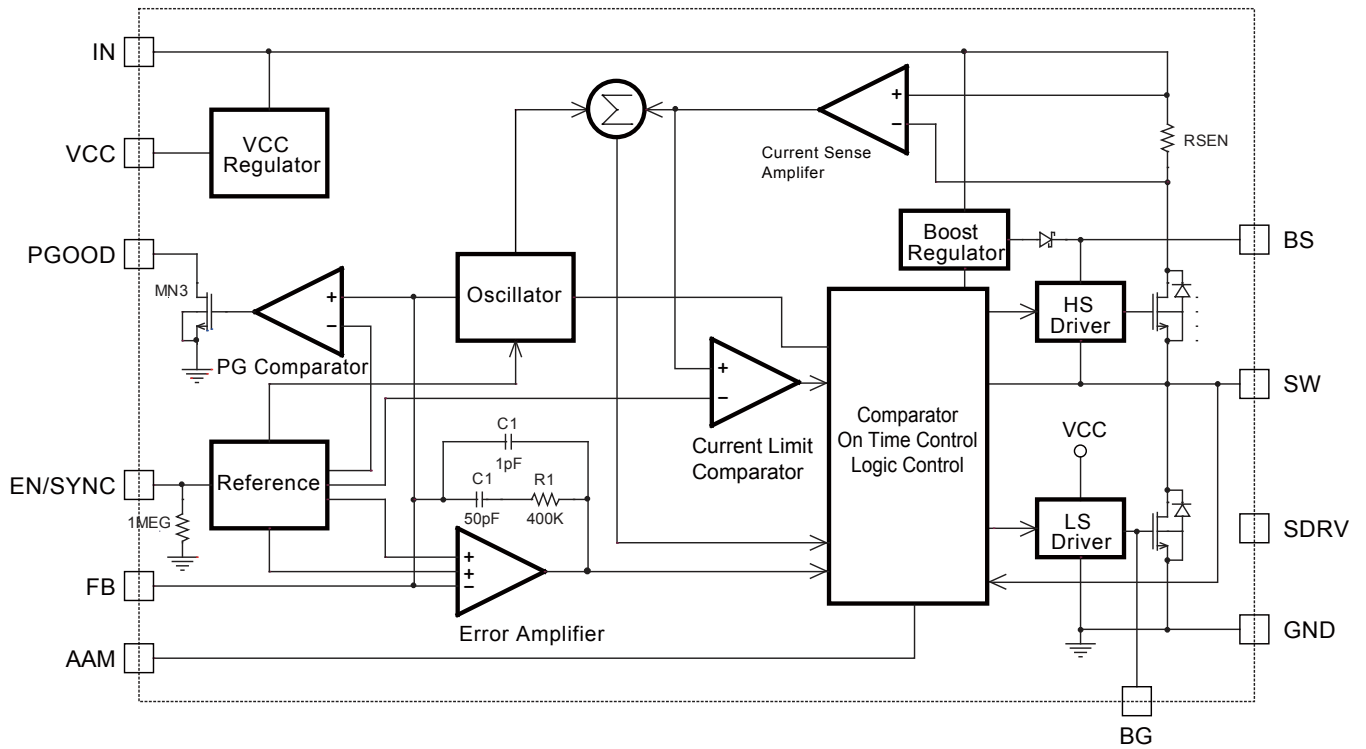 IN
VCC
VCC
Regulator
Σ
+
−
Current Sense
Amplifer
RSEN
PGOOD
MN3
+
−
PG Comparator
Oscillator
Boost
Regulator
BS
HS
Driver
+
−
Current Limit
Comparator
Comparator
On Time Control
Logic Control
SW
VCC
EN/SYNC
1MEG
Reference
C1
1pF
C1
50pF
R1
400K
LS
Driver
SDRV
FB
+
+
−
Error Amplifier
AAM
GND
BG